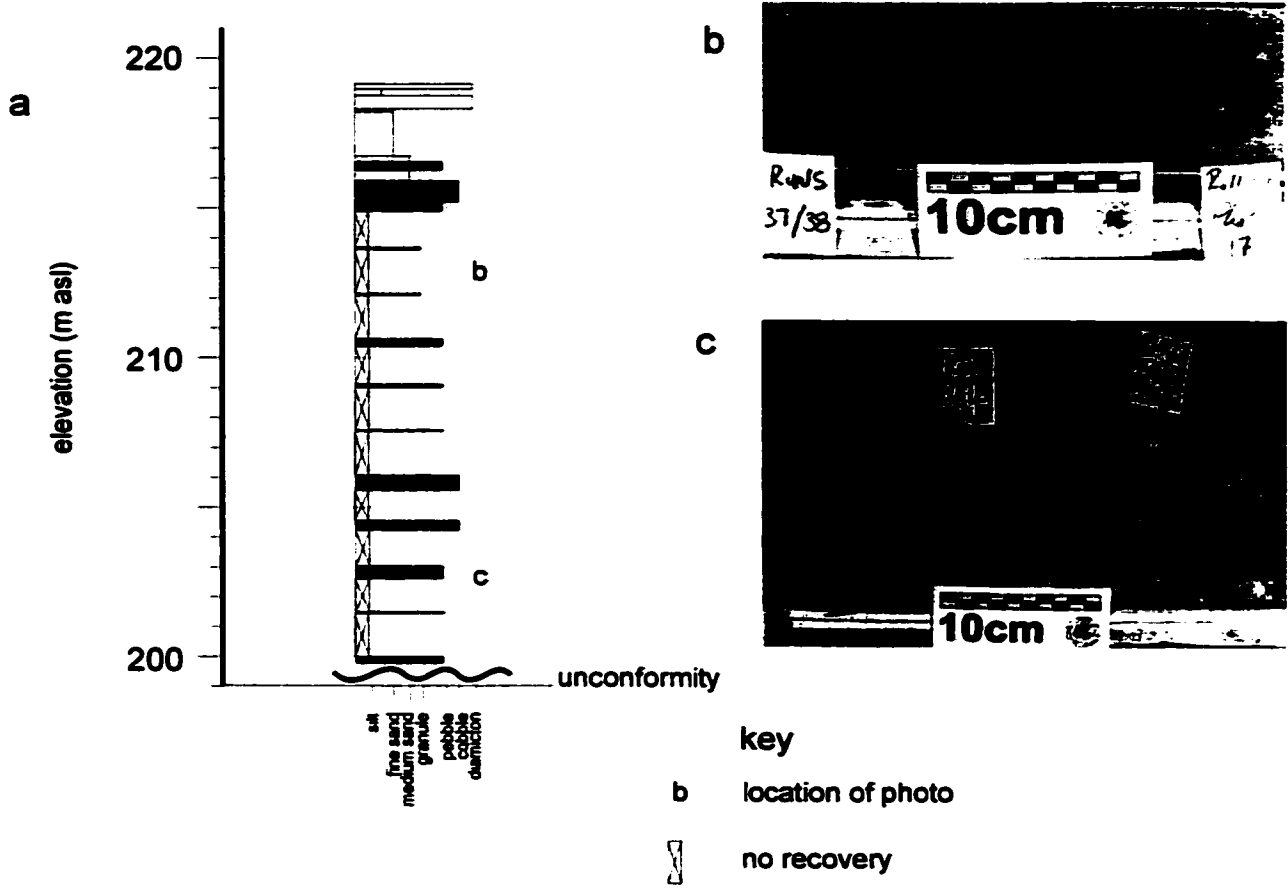 a
220
210
200
elevation (m asl)
b
c
unconformity
silt
fine sand
medium sand
granule
pebble
cobble
diamicton
b
RUNS
37/38
10cm
17
c
10cm
key
b location of photo
no recovery